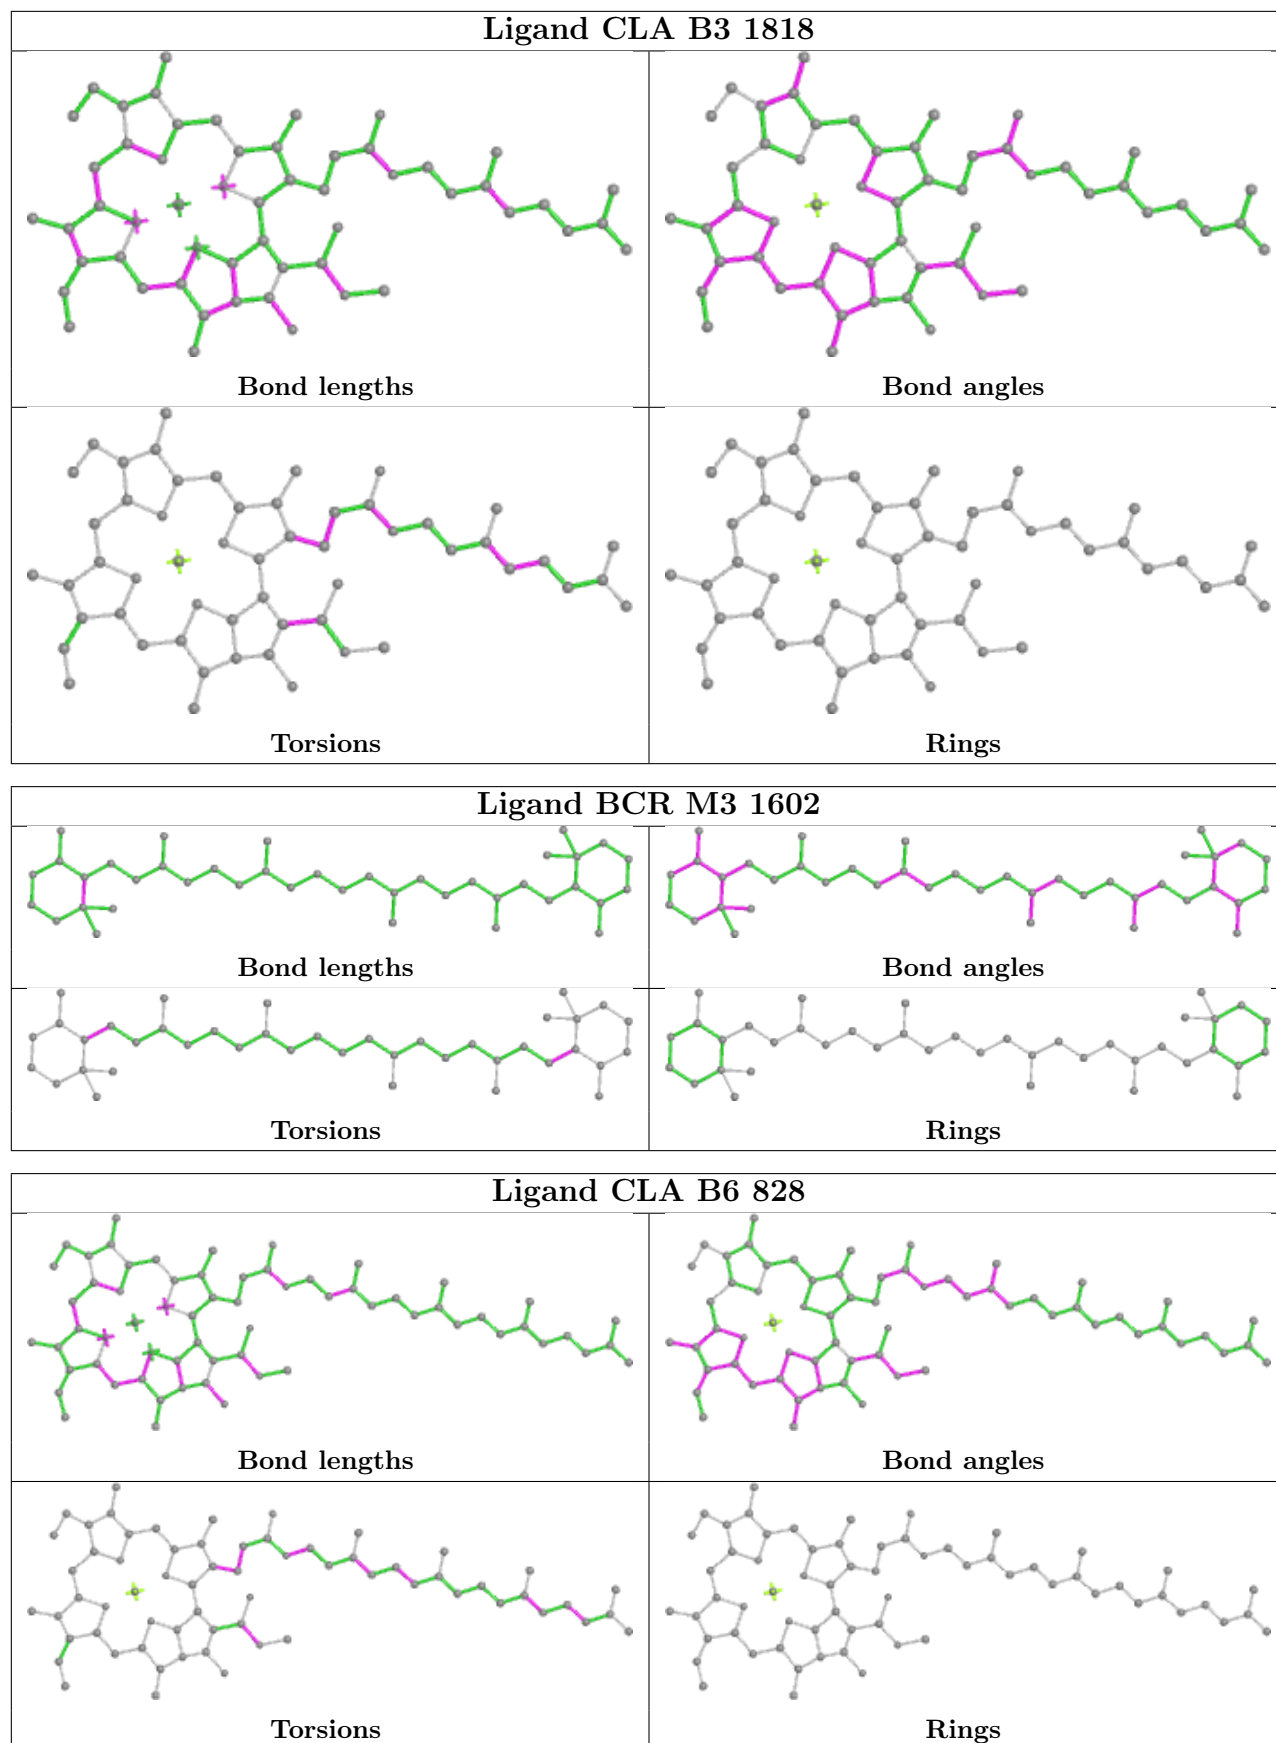 Ligand CLA B3 1818
Bond lengths
Bond angles
Torsions
Rings
Ligand BCR M3 1602
Bond lengths
Bond angles
Torsions
Rings
Ligand CLA B6 828
Bond lengths
Bond angles
Torsions
Rings